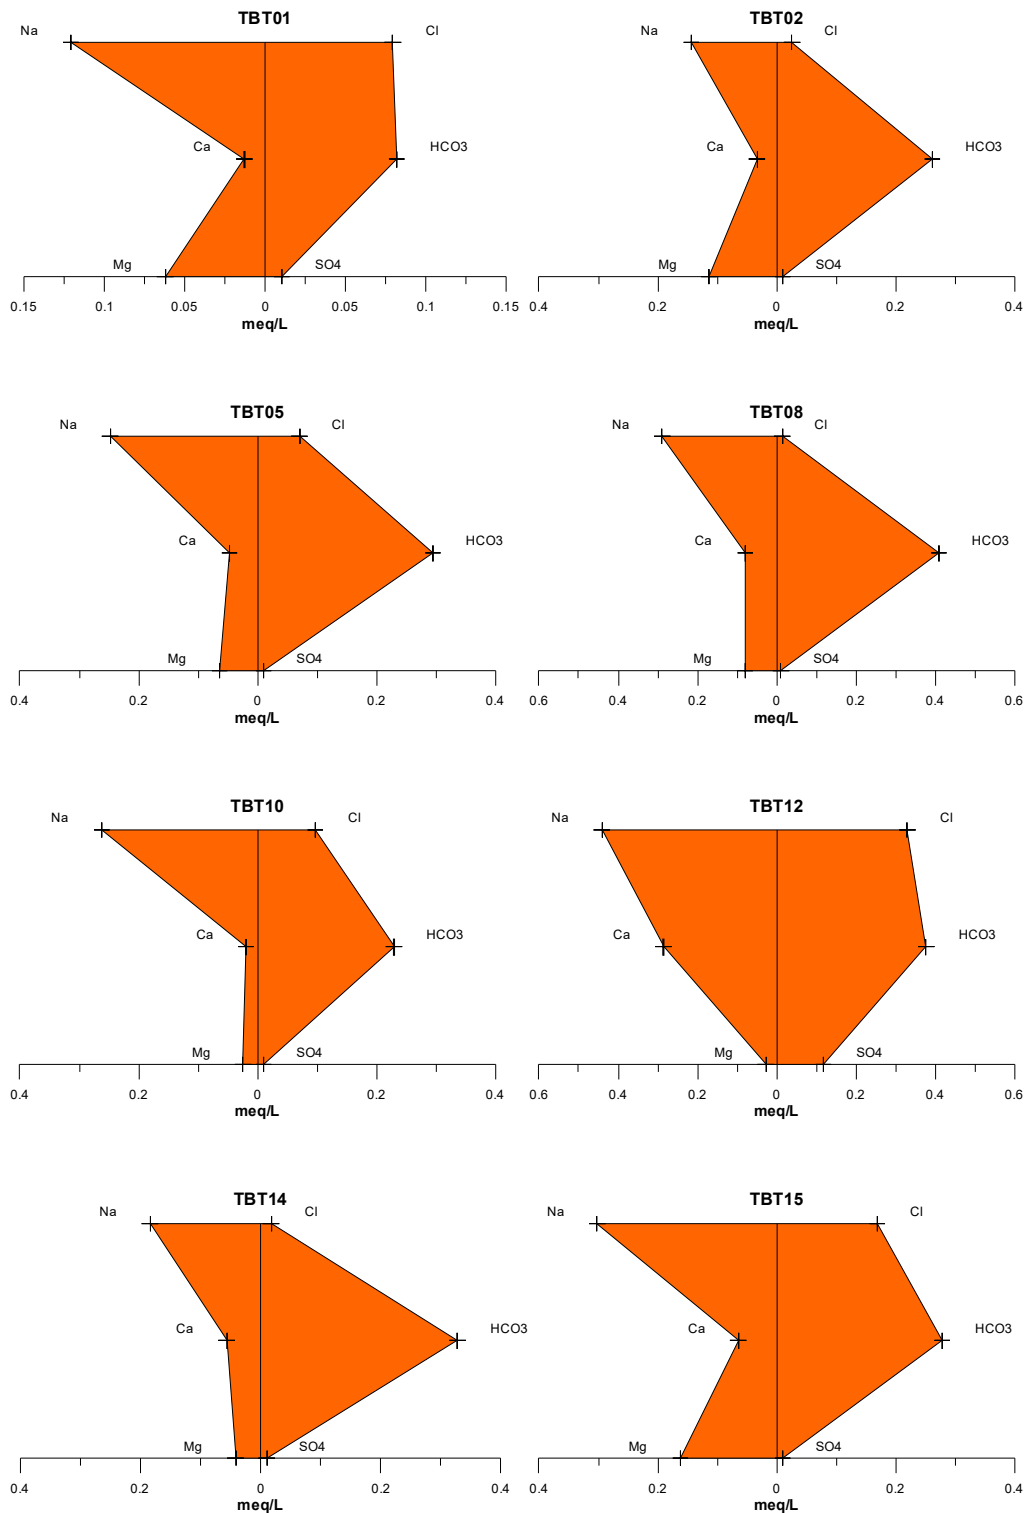 TBT01
Na Cl
Ca HCO3
Mg SO4
0.15 0.1 0.05 0 0.05 0.1 0.15
meq/L
TBT02
Na Cl
Ca HCO3
Mg SO4
0.4 0.2 0 0.2 0.4
meq/L
TBT05
Na Cl
Ca HCO3
Mg SO4
0.4 0.2 0 0.2 0.4
meq/L
TBT08
Na Cl
Ca HCO3
Mg SO4
0.6 0.4 0.2 0 0.2 0.4 0.6
meq/L
TBT10
Na Cl
Ca HCO3
Mg SO4
0.4 0.2 0 0.2 0.4
meq/L
TBT12
Na Cl
Ca HCO3
Mg SO4
0.6 0.4 0.2 0 0.2 0.4 0.6
meq/L
TBT14
Na Cl
Ca HCO3
Mg SO4
0.4 0.2 0 0.2 0.4
meq/L
TBT15
Na Cl
Ca HCO3
Mg SO4
0.4 0.2 0 0.2 0.4
meq/L